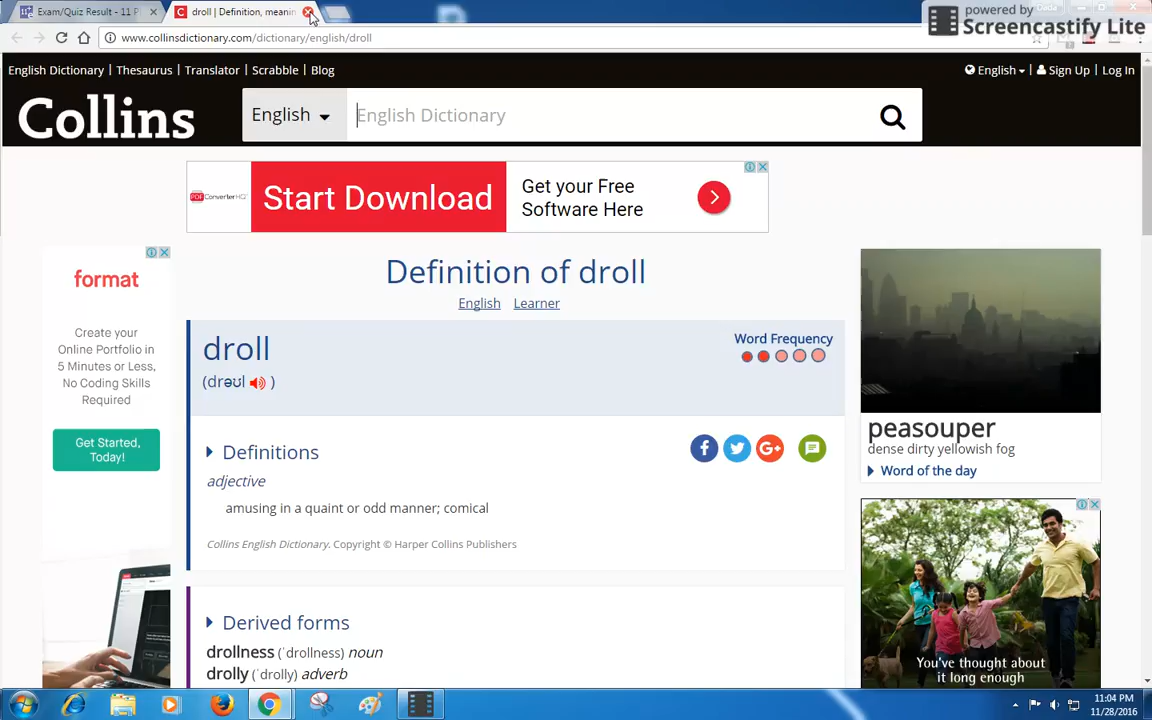 Exam/Quiz Result - 11 P
droll | Definition, meanin
powered by
Screencastify Lite
www.collinsdictionary.com/dictionary/english/droll
English Dictionary | Thesaurus | Translator | Scrabble | Blog
English | Sign Up | Log In
Collins
English
English Dictionary
PDFConverterHQ
Start Download
Get your Free
Software Here
format
Create your
Online Portfolio in
5 Minutes or Less,
No Coding Skills
Required
Get Started,
Today!
Definition of droll
English Learner
droll
(drəʊl )
Word Frequency
Definitions
adjective
amusing in a quaint or odd manner; comical
Collins English Dictionary. Copyright © Harper Collins Publishers
Derived forms
drollness (ˈdrollness) noun
drolly (ˈdrolly) adverb
peasouper
dense dirty yellowish fog
Word of the day
You've thought about
it long enough
11:04 PM
11/28/2016